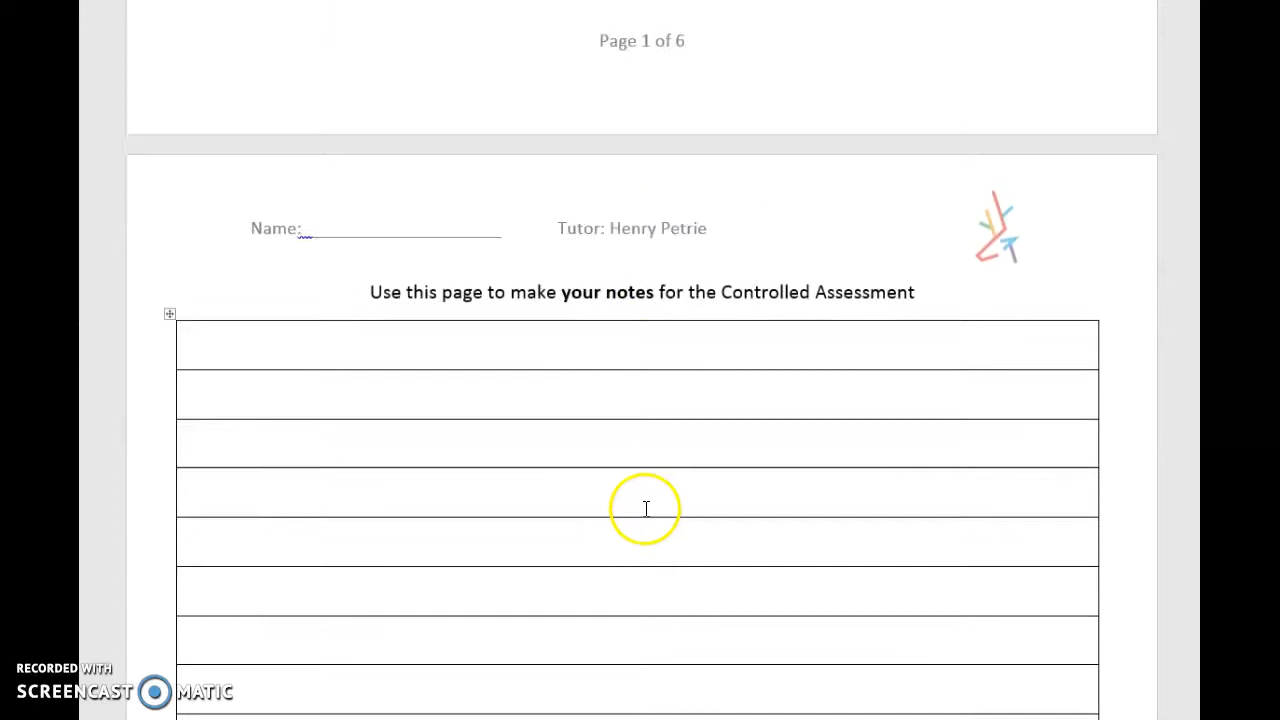 Page 1 of 6
Name:____________________ Tutor: Henry Petrie
Use this page to make your notes for the Controlled Assessment
RECORDED WITH
SCREENCAST MATIC